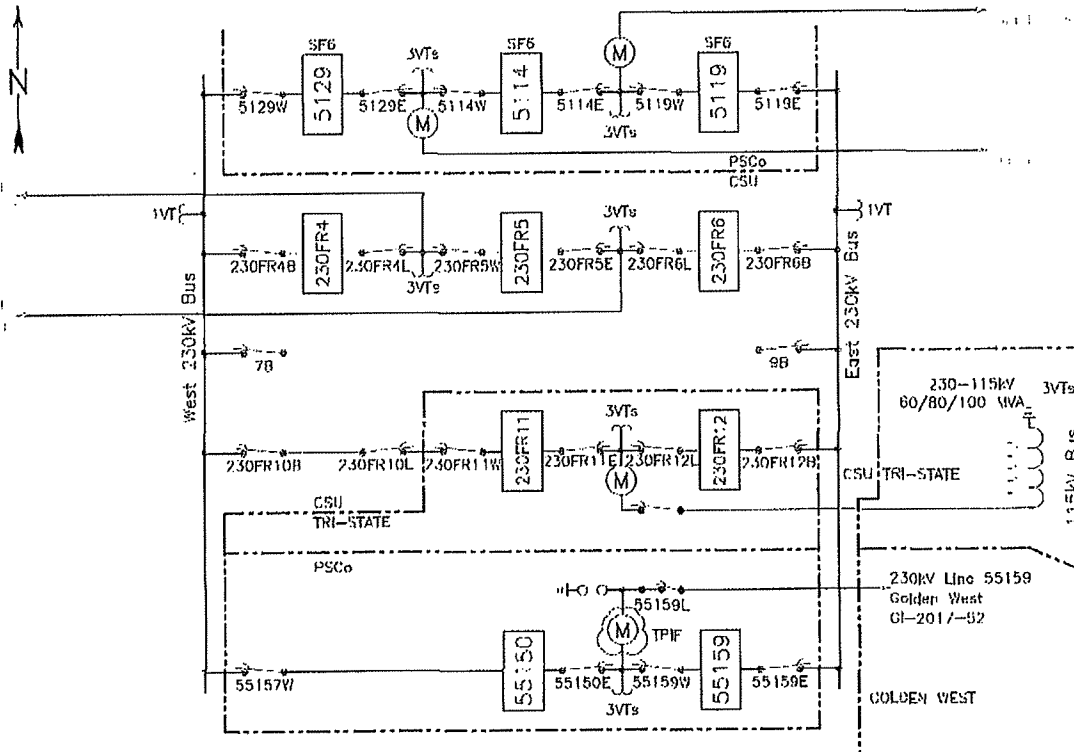 N
SF6
3VTs
SF6
SF6
M
5129
5114
5119
5129W
5129E
5114W
5114E
5119W
5119E
M
3VTs
PSCo
CSU
1VT
3VTs
1VT
230FR4
230FR5
230FR6
230FR4B
230FR4L
230FR5W
230FR5E
230FR6L
230FR6B
3VTs
West 230kV Bus
East 230kV Bus
7B
9B
230-115kV
3VTs
60/80/100 MVA
3VTs
230FR11
230FR12
230FR10B
230FR10L
230FR11W
230FR11E
230FR12L
230FR12B
CSU
TRI-STATE
115kV Bus
M
CSU
TRI-STATE
PSCo
230kV Line 55159
Golden West
55159L
M
TPIF
55159
55157W
55159W
55159E
3VTs
GOLDEN WEST